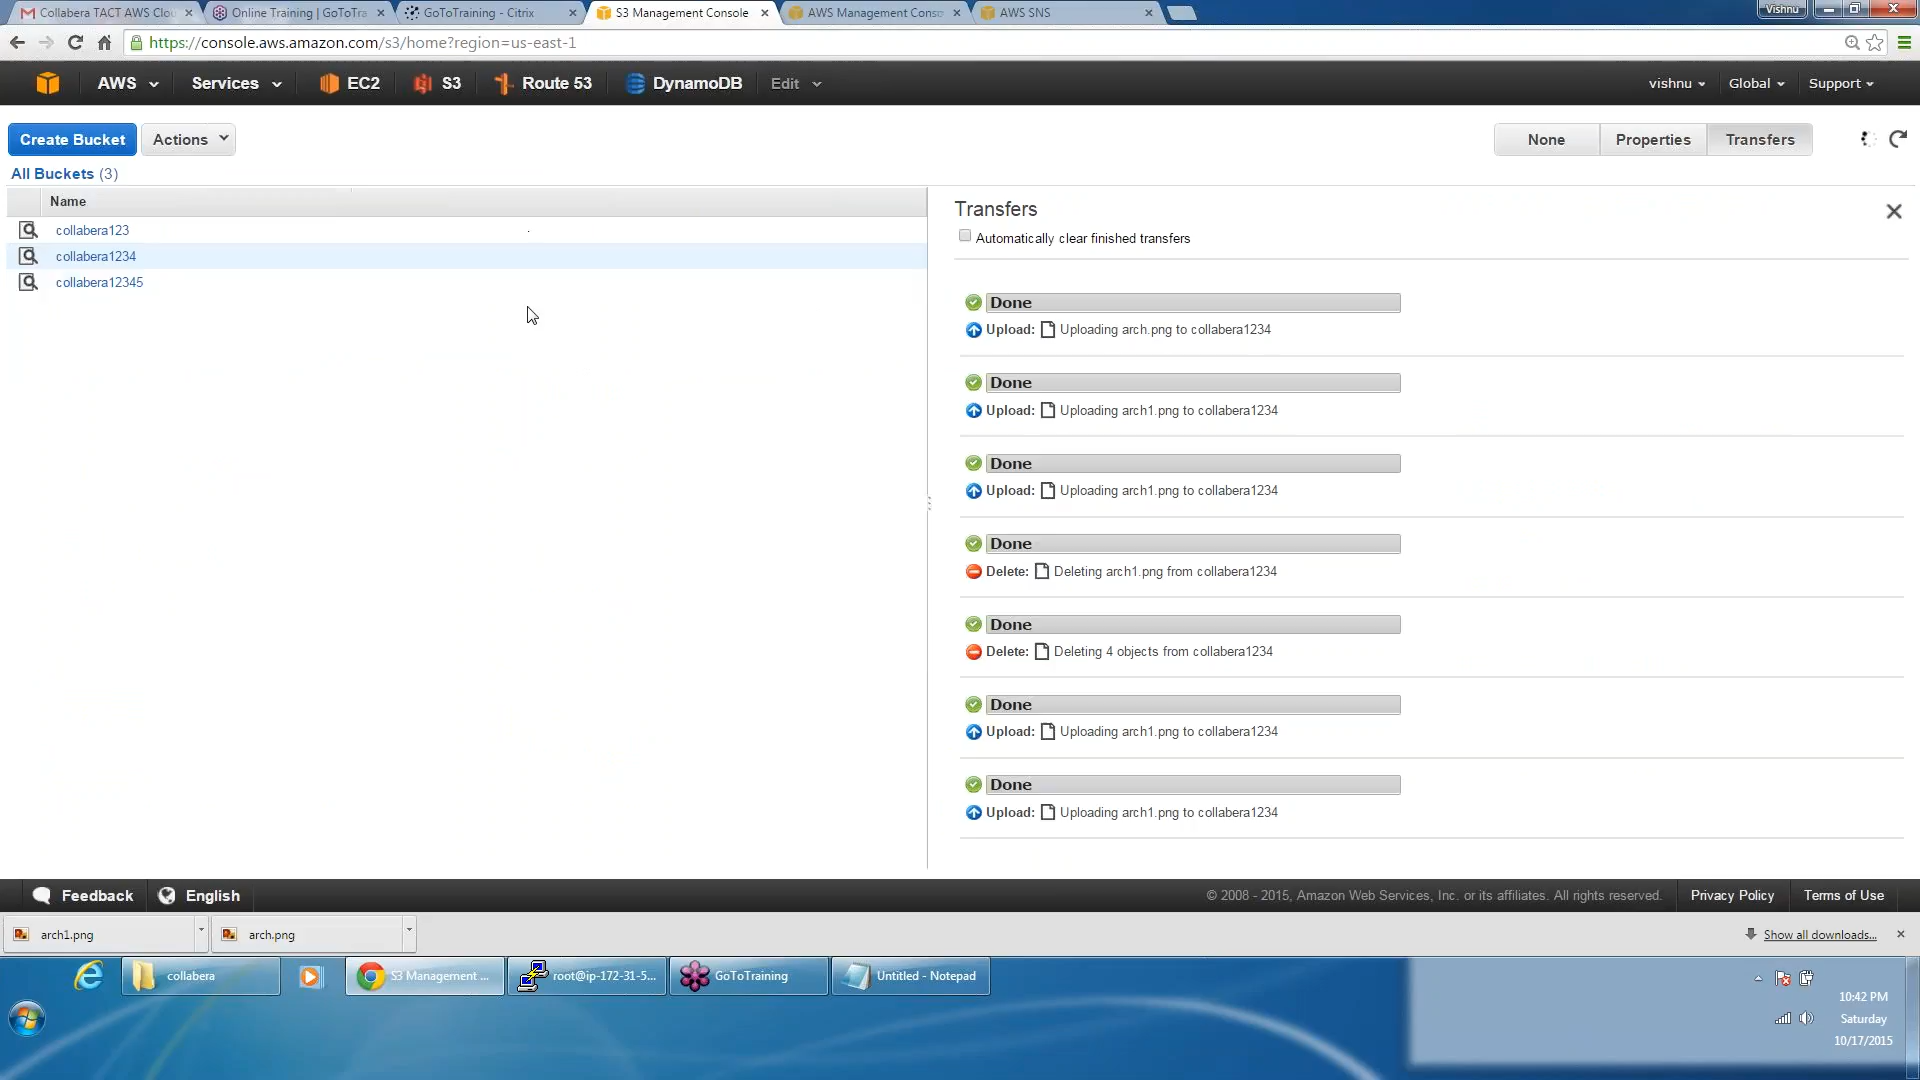 Collabera TACT AWS Clou
Online Training | GoToTra
GoToTraining - Citrix
S3 Management Console
AWS Management Conso
AWS SNS
Vishnu
https://console.aws.amazon.com/s3/home?region=us-east-1
AWS
Services
EC2
S3
Route 53
DynamoDB
Edit
vishnu
Global
Support
Create Bucket
Actions
None
Properties
Transfers
All Buckets (3)
Name
collabera123
collabera1234
collabera12345
Transfers
Automatically clear finished transfers
Done
Upload: Uploading arch.png to collabera1234
Done
Upload: Uploading arch1.png to collabera1234
Done
Upload: Uploading arch1.png to collabera1234
Done
Delete: Deleting arch1.png from collabera1234
Done
Delete: Deleting 4 objects from collabera1234
Done
Upload: Uploading arch1.png to collabera1234
Done
Upload: Uploading arch1.png to collabera1234
Feedback
English
© 2008 - 2015, Amazon Web Services, Inc. or its affiliates. All rights reserved.
Privacy Policy
Terms of Use
arch1.png
arch.png
Show all downloads...
collabera
S3 Management ...
root@ip-172-31-5...
GoToTraining
Untitled - Notepad
10:42 PM
Saturday
10/17/2015